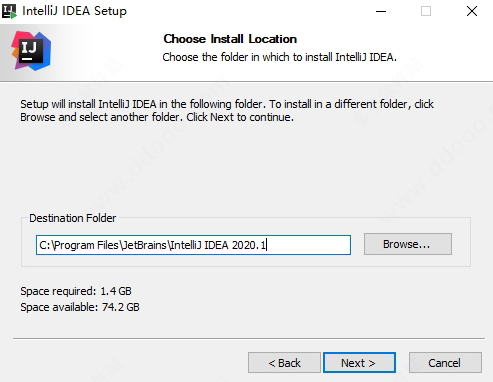 IntelliJ IDEA Setup
IJ
Choose Install Location
Choose the folder in which to install IntelliJ IDEA.
Setup will install IntelliJ IDEA in the following folder. To install in a different folder, click
Browse and select another folder. Click Next to continue.
Destination Folder
C:\Program Files\JetBrains\IntelliJ IDEA 2020.1
Browse...
Space required: 1.4 GB
Space available: 74.2 GB
< Back
Next >
Cancel